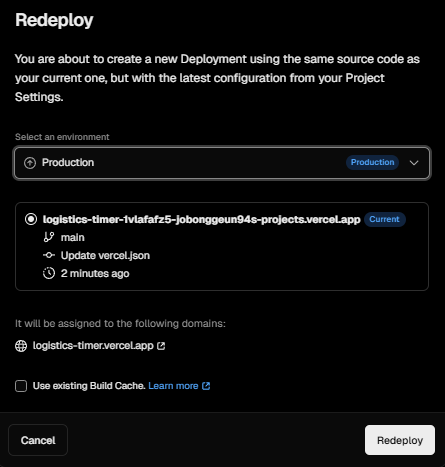 Redeploy
You are about to create a new Deployment using the same source code as
your current one, but with the latest configuration from your Project
Settings.
Select an environment
Production Production
logistics-timer-1vlafafz5-jobonggeun94s-projects.vercel.app Current
main
Update vercel.json
2 minutes ago
It will be assigned to the following domains:
logistics-timer.vercel.app
Use existing Build Cache. Learn more
Cancel Redeploy